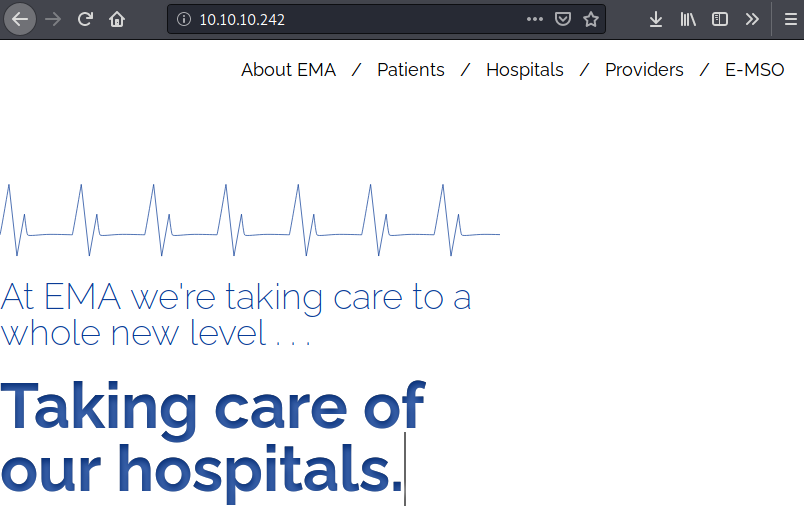 10.10.10.242
About EMA / Patients / Hospitals / Providers / E-MSO
At EMA we're taking care to a
whole new level . . .
Taking care of
our hospitals.